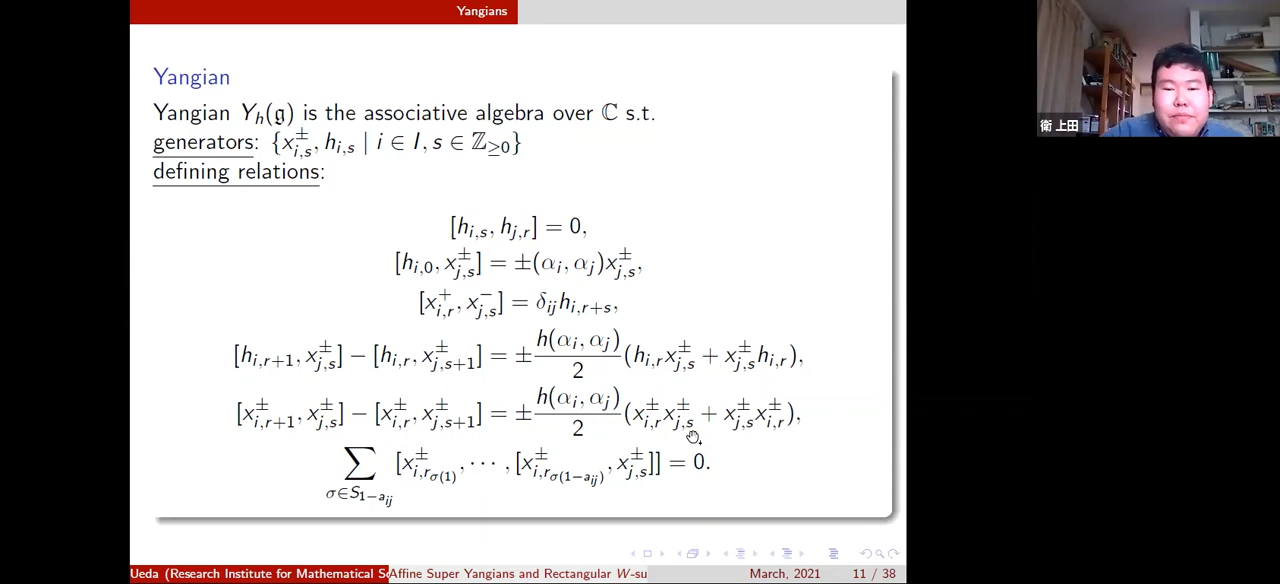 Yangians
Yangian
Yangian Yₕ(𝔤) is the associative algebra over ℂ s.t.
generators: {x^±_{i,s}, h_{i,s} | i ∈ I, s ∈ ℤ_{≥0}}
defining relations:
[h_{i,s}, h_{j,r}] = 0,
[h_{i,0}, x^±_{j,s}] = ±(α_i, α_j)x^±_{j,s},
[x^+_{i,r}, x^-_{j,s}] = δ_{ij}h_{i,r+s},
[h_{i,r+1}, x^±_{j,s}] − [h_{i,r}, x^±_{j,s+1}] = ± \frac{h(α_i, α_j)}{2}(h_{i,r}x^±_{j,s} + x^±_{j,s}h_{i,r}),
[x^±_{i,r+1}, x^±_{j,s}] − [x^±_{i,r}, x^±_{j,s+1}] = ± \frac{h(α_i, α_j)}{2}(x^±_{i,r}x^±_{j,s} + x^±_{j,s}x^±_{i,r}),
∑_{σ∈S_{1−a_{ij}}} [x^±_{i,r_{σ(1)}}, ⋯ , [x^±_{i,r_{σ(1−a_{ij})}}, x^±_{j,s}]] = 0.
Ueda (Research Institute for Mathematical S
Affine Super Yangians and Rectangular W-su
March, 2021
11 / 38
衛 上田